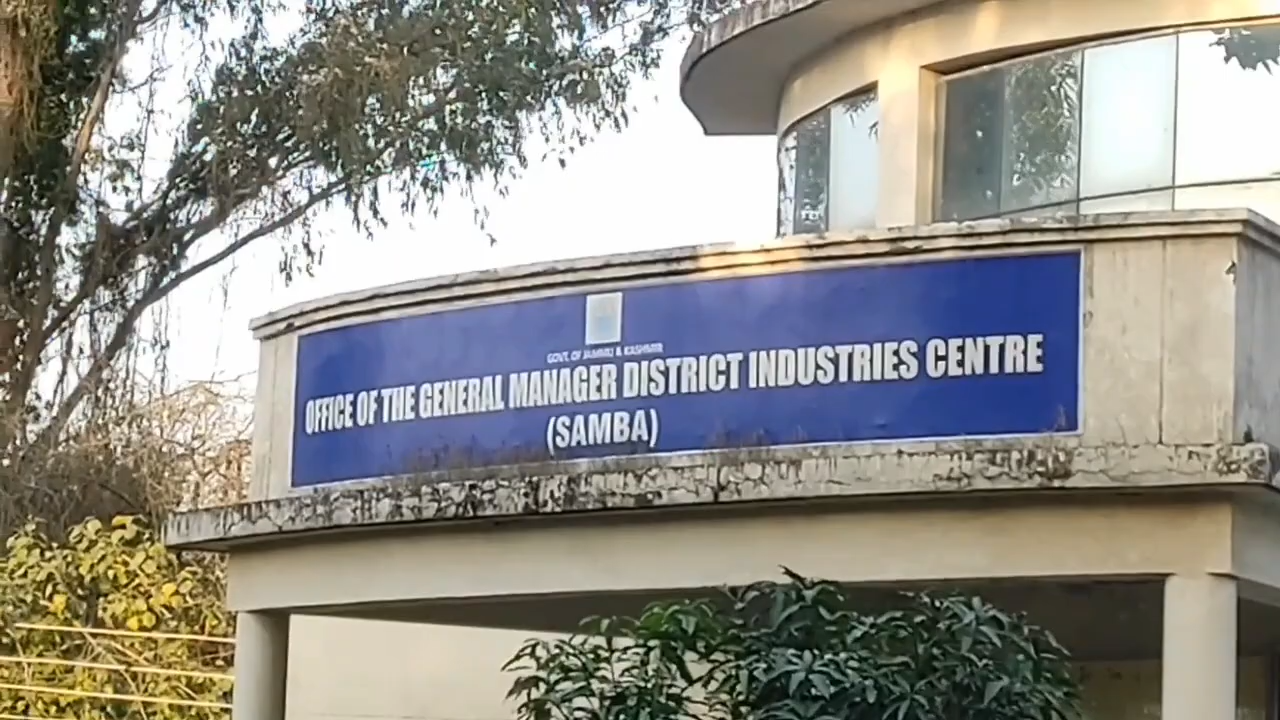 GOVT. OF JAMMU & KASHMIR
OFFICE OF THE GENERAL MANAGER DISTRICT INDUSTRIES CENTRE
(SAMBA)